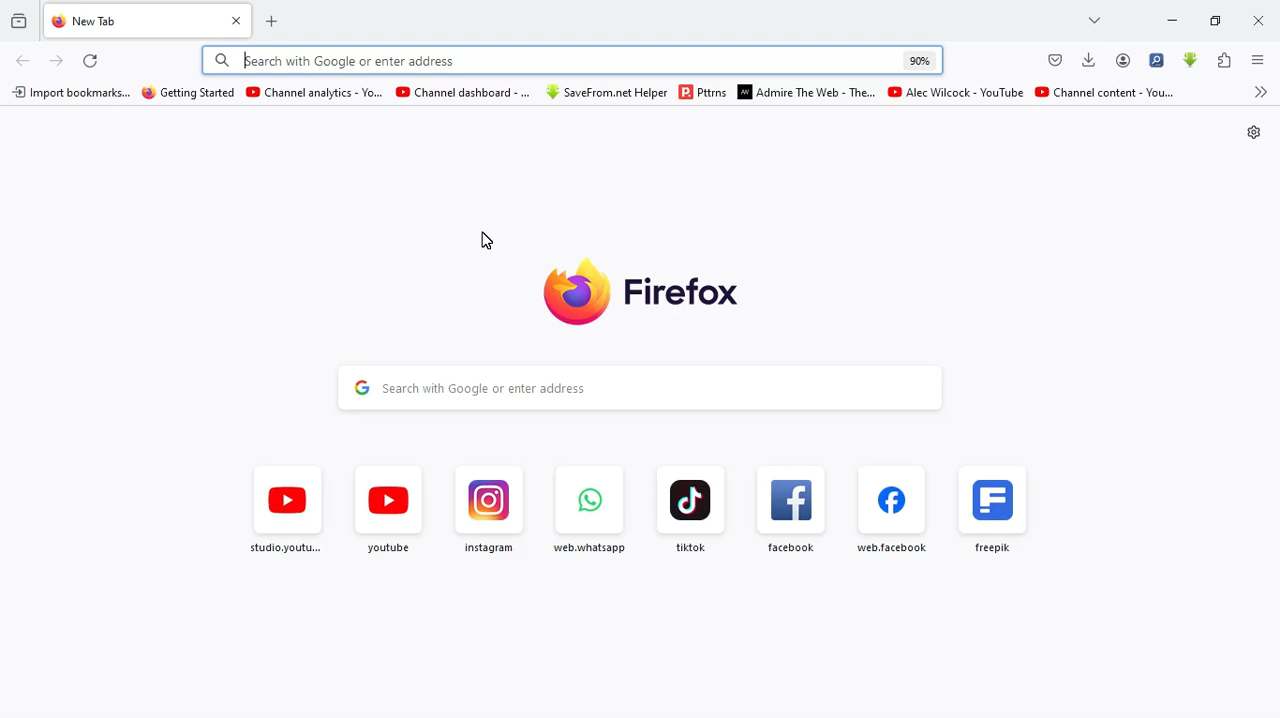 New Tab
Search with Google or enter address 90%
Import bookmarks... Getting Started Channel analytics - Yo... Channel dashboard - ... SaveFrom.net Helper Pttrns Admire The Web - The... Alec Wilcock - YouTube Channel content - You...
Firefox
Search with Google or enter address
studio.youtu... youtube instagram web.whatsapp tiktok facebook web.facebook freepik